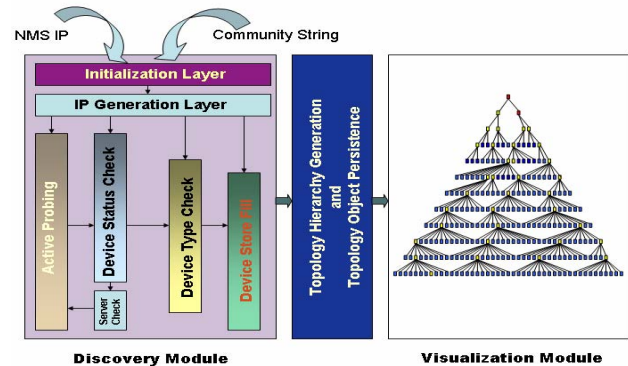 NMS IP
Community String
Initialization Layer
IP Generation Layer
Active Probing
Device Status Check
Server
Check
Device Type Check
Device Store Fill
Topology Hierarchy Generation
and
Topology Object Persistence
Discovery Module
Visualization Module